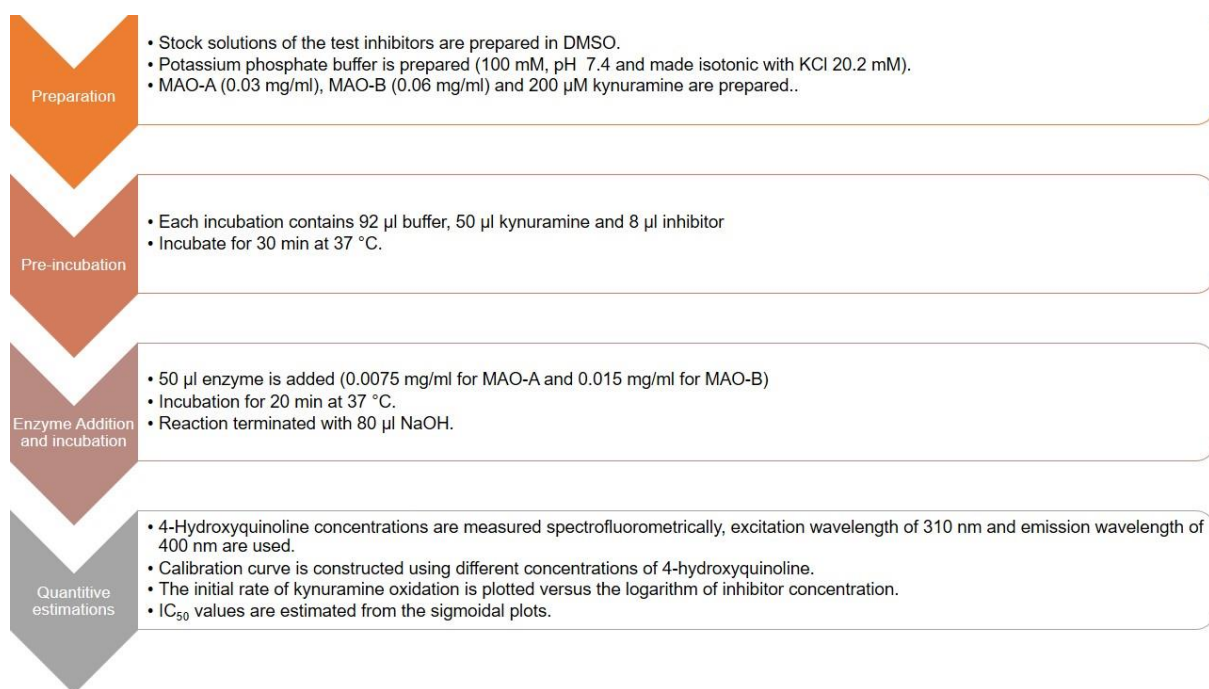 Preparation
• Stock solutions of the test inhibitors are prepared in DMSO.
• Potassium phosphate buffer is prepared (100 mM, pH 7.4 and made isotonic with KCl 20.2 mM).
• MAO-A (0.03 mg/ml), MAO-B (0.06 mg/ml) and 200 µM kynuramine are prepared..
Pre-incubation
• Each incubation contains 92 µl buffer, 50 µl kynuramine and 8 µl inhibitor
• Incubate for 30 min at 37 °C.
Enzyme Addition
and incubation
• 50 µl enzyme is added (0.0075 mg/ml for MAO-A and 0.015 mg/ml for MAO-B)
• Incubation for 20 min at 37 °C.
• Reaction terminated with 80 µl NaOH.
Quantitive
estimations
• 4-Hydroxyquinoline concentrations are measured spectrofluorometrically, excitation wavelength of 310 nm and emission wavelength of
400 nm are used.
• Calibration curve is constructed using different concentrations of 4-hydroxyquinoline.
• The initial rate of kynuramine oxidation is plotted versus the logarithm of inhibitor concentration.
• IC₅₀ values are estimated from the sigmoidal plots.